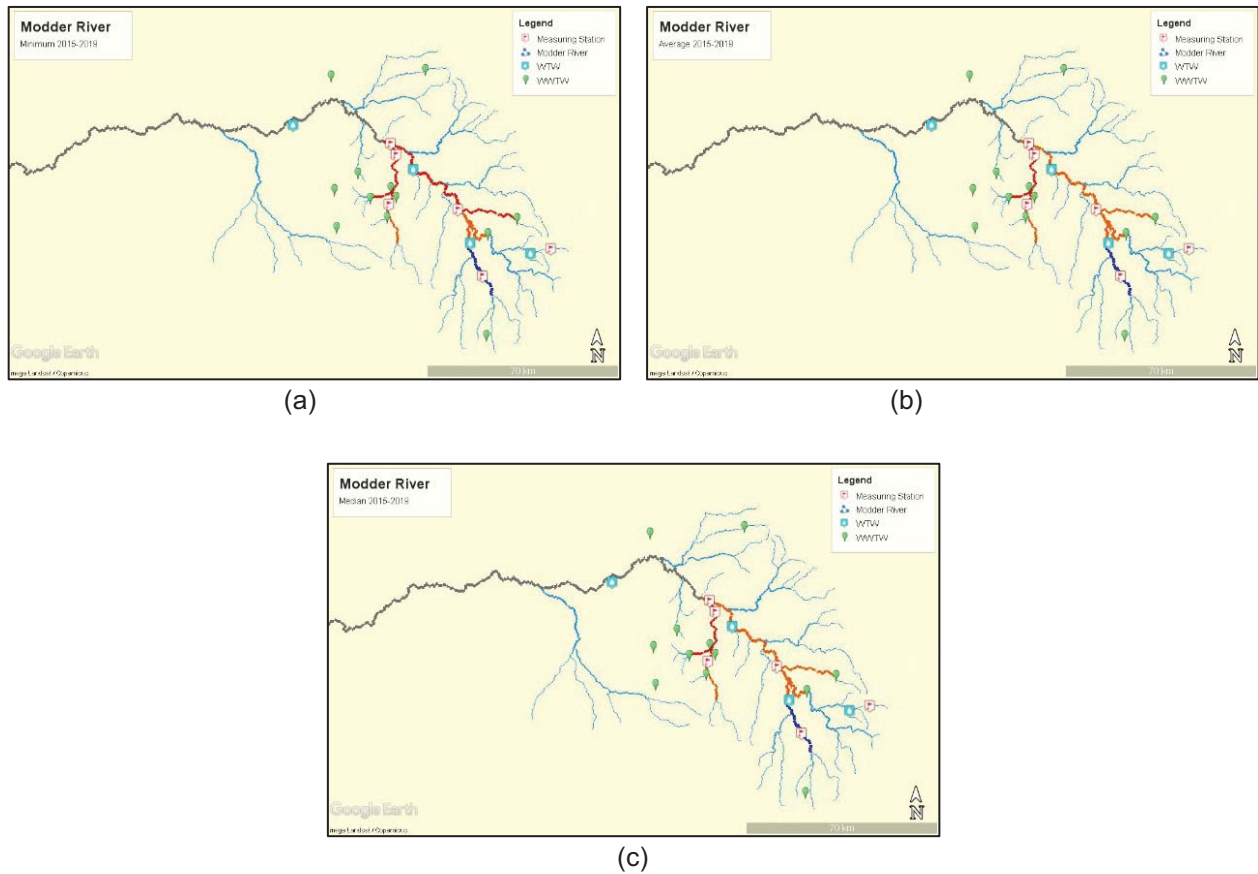 Modder River
Minimum 2015-2019
Legend
Measuring Station
Modder River
WTW
WWTW
Google Earth
70 km
N
(a)
Modder River
Average 2015-2019
Legend
Measuring Station
Modder River
WTW
WWTW
Google Earth
70 km
N
(b)
Modder River
Median 2015-2019
Legend
Measuring Station
Modder River
WTW
WWTW
Google Earth
70 km
N
(c)